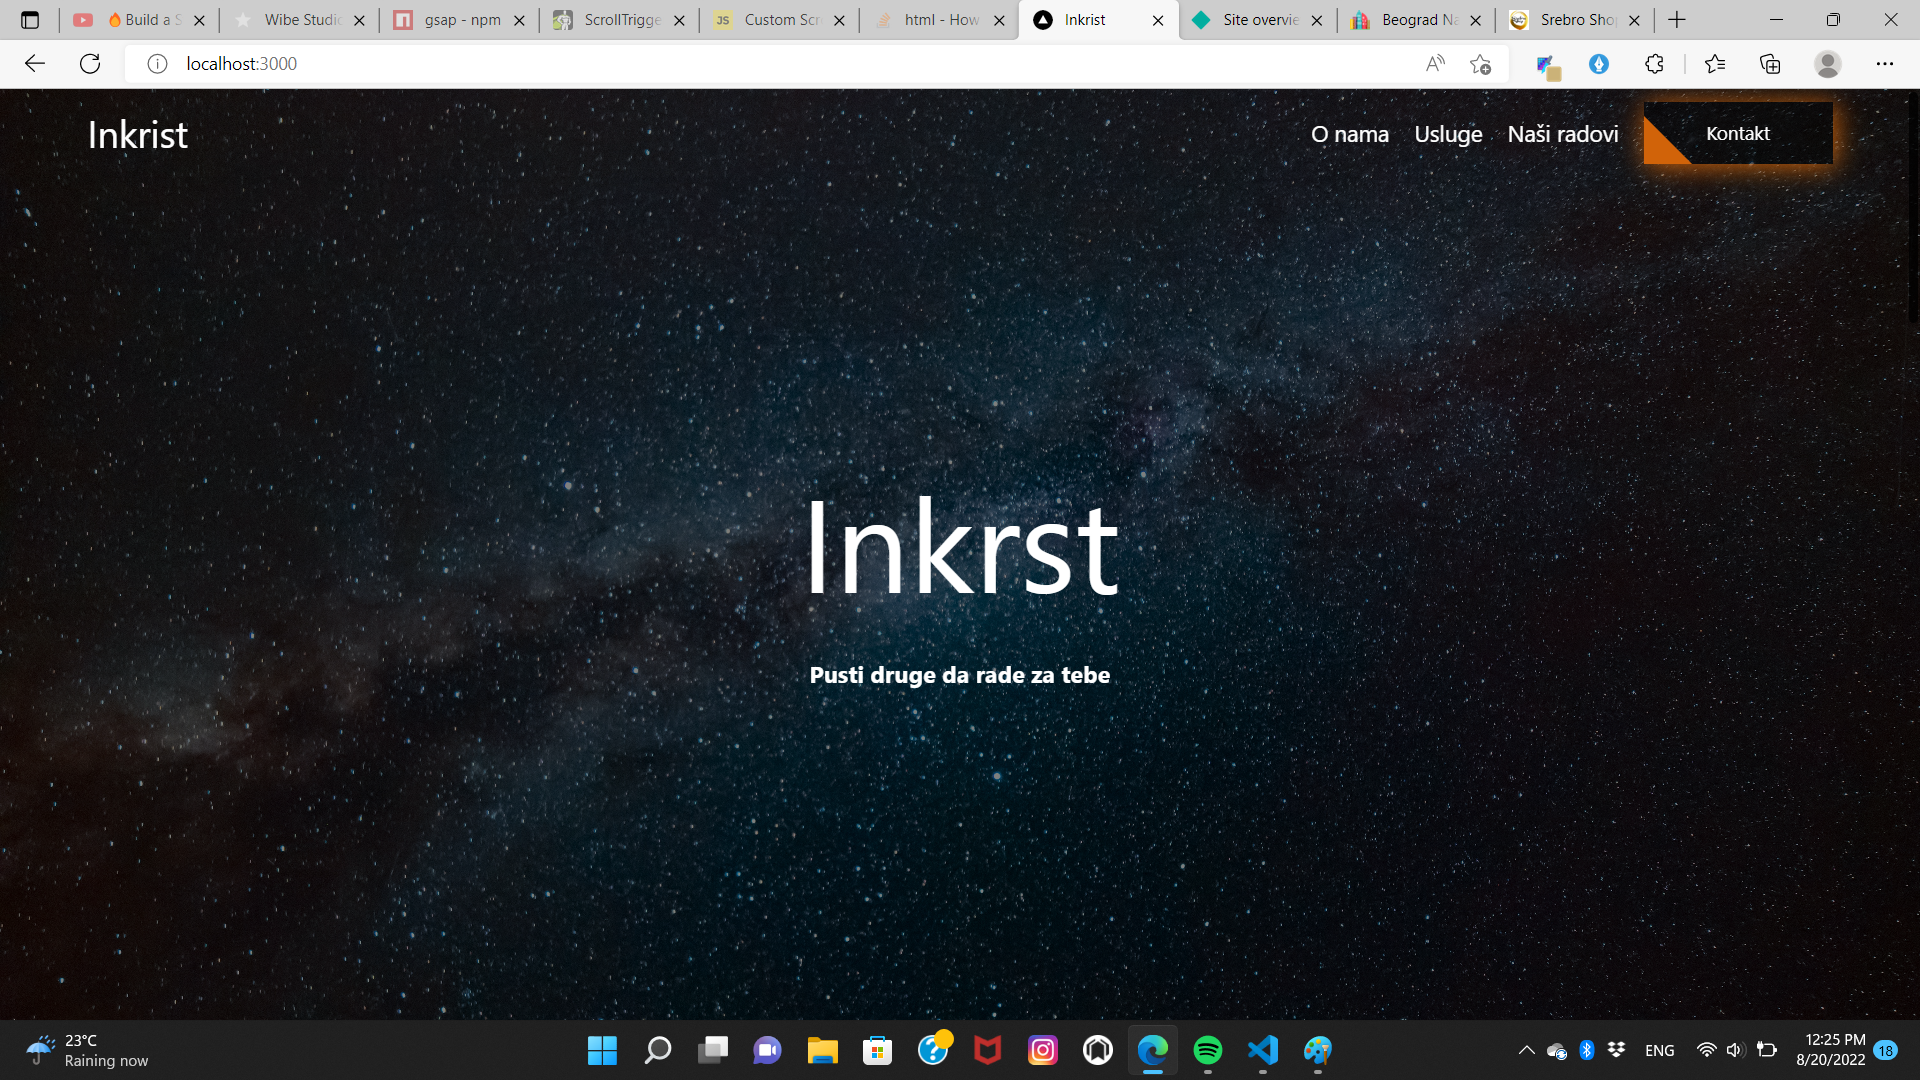 Build a S
Wibe Studi
gsap - npm
ScrollTrigge
JS
Custom Scr
html - How
Inkrist
Site overvie
Beograd Na
Srebro Sho
localhost:3000
Inkrist
O nama
Usluge
Naši radovi
Kontakt
Inkrst
Pusti druge da rade za tebe
23°C
Raining now
ENG
12:25 PM
8/20/2022
18